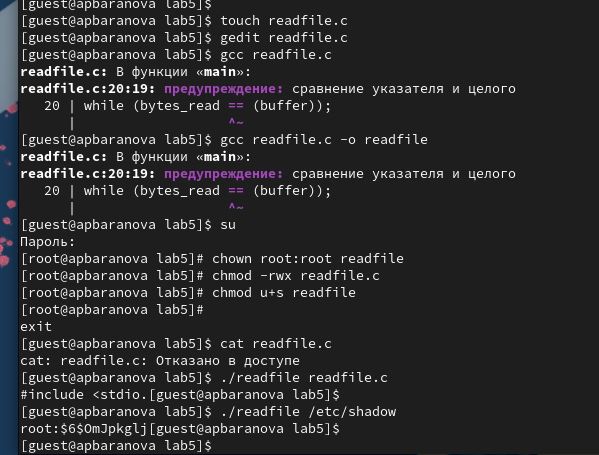 [guest@apbaranova lab5]$
[guest@apbaranova lab5]$ touch readfile.c
[guest@apbaranova lab5]$ gedit readfile.c
[guest@apbaranova lab5]$ gcc readfile.c
readfile.c: В функции «main»:
readfile.c:20:19: предупреждение: сравнение указателя и целого
20 | while (bytes_read == (buffer));
| ^~
[guest@apbaranova lab5]$ gcc readfile.c -o readfile
readfile.c: В функции «main»:
readfile.c:20:19: предупреждение: сравнение указателя и целого
20 | while (bytes_read == (buffer));
| ^~
[guest@apbaranova lab5]$ su
Пароль:
[root@apbaranova lab5]# chown root:root readfile
[root@apbaranova lab5]# chmod -rwx readfile.c
[root@apbaranova lab5]# chmod u+s readfile
[root@apbaranova lab5]#
exit
[guest@apbaranova lab5]$ cat readfile.c
cat: readfile.c: Отказано в доступе
[guest@apbaranova lab5]$ ./readfile readfile.c
#include <stdio.[guest@apbaranova lab5]$
[guest@apbaranova lab5]$ ./readfile /etc/shadow
root:$6$OmJpkglj[guest@apbaranova lab5]$
[guest@apbaranova lab5]$